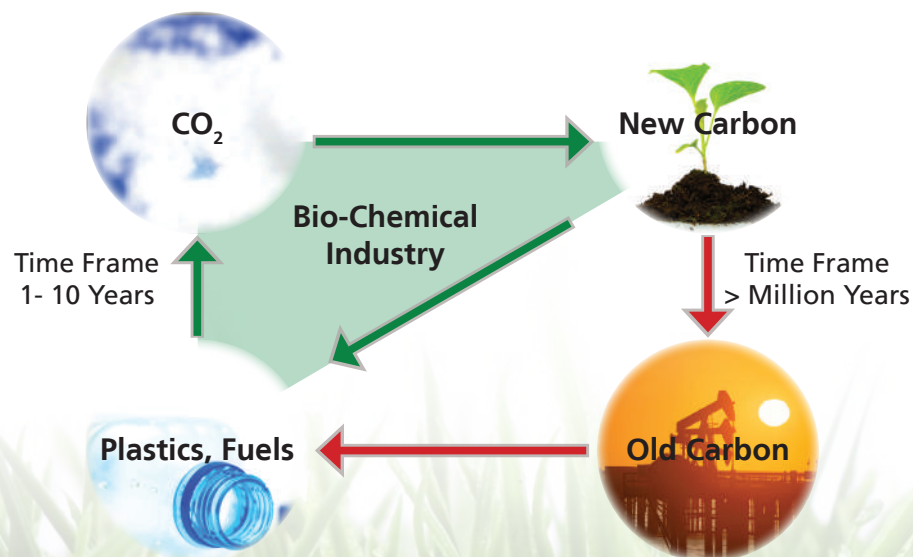 CO₂
New Carbon
Bio-Chemical
Industry
Time Frame
1- 10 Years
Time Frame
> Million Years
Plastics, Fuels
Old Carbon